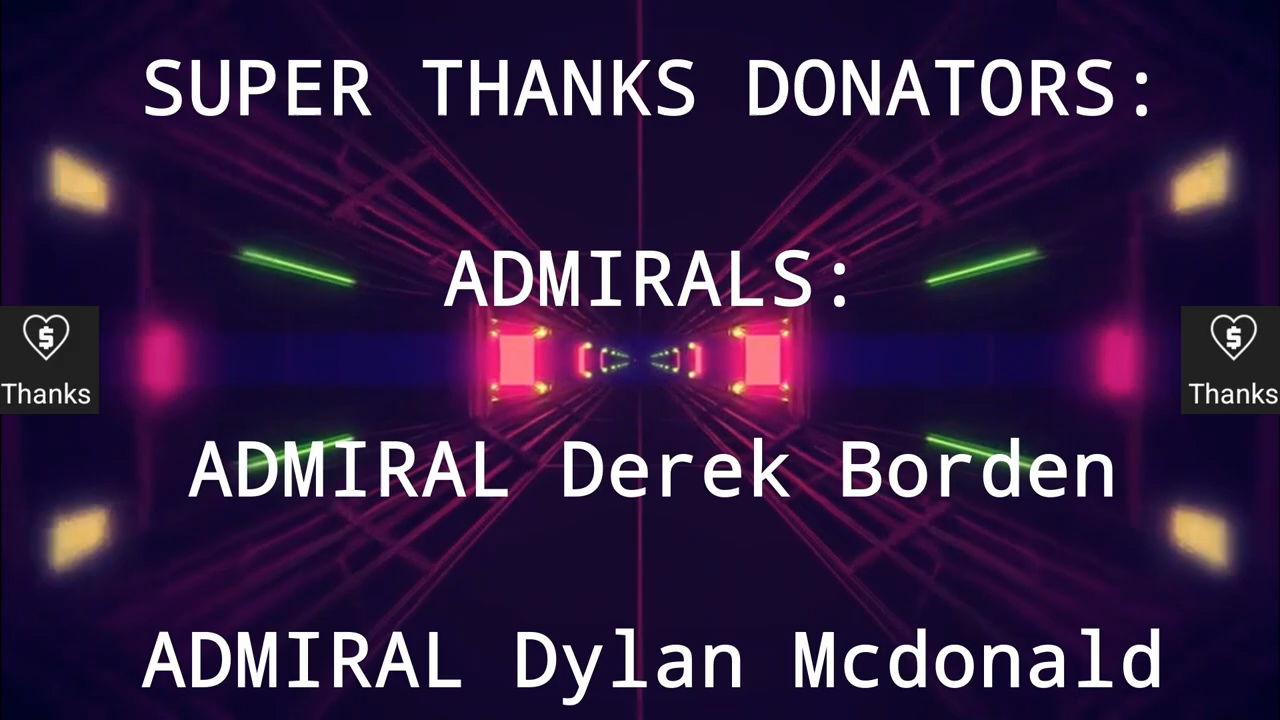 SUPER THANKS DONATORS:
ADMIRALS:
$ $
Thanks Thanks
ADMIRAL Derek Borden
ADMIRAL Dylan Mcdonald